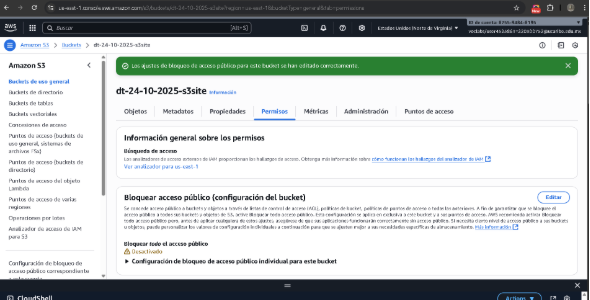 us-east-1.console.aws.amazon.com/s3/buckets/dt-24-10-2025-s3site?region=us-east-1&bucketType=general&tab=permissions
aws
Buscar
[Alt+S]
Estados Unidos (Norte de Virginia)
Amazon S3 > Buckets > dt-24-10-2025-s3site
Amazon S3
Buckets de uso general
Buckets de directorio
Buckets de tablas
Buckets vectoriales
Concesiones de acceso
Puntos de acceso (buckets de uso general, sistemas de archivos FSx)
Puntos de acceso (buckets de directorio)
Puntos de acceso del objeto Lambda
Puntos de acceso de varias regiones
Operaciones por lotes
Analizador de acceso de IAM para S3
Configuración de bloqueo de acceso público correspondiente
Los ajustes de bloqueos de acceso público para este bucket se han editado correctamente.
dt-24-10-2025-s3site
Información
Objetos
Metadatos
Propiedades
Permisos
Métricas
Administración
Puntos de acceso
Información general sobre los permisos
Búsqueda de acceso
Los analizadores de acceso externo de IAM proporcionan los hallazgos de acceso. Obtenga más información sobre cómo funcionan los hallazgos del analizador de IAM
Ver analizador para us-east-1
Bloquear acceso público (configuración del bucket)
Editar
Más información
Bloquear todo el acceso público
Desactivado
Configuración de bloqueo de acceso público individual para este bucket
CloudShell
Actions